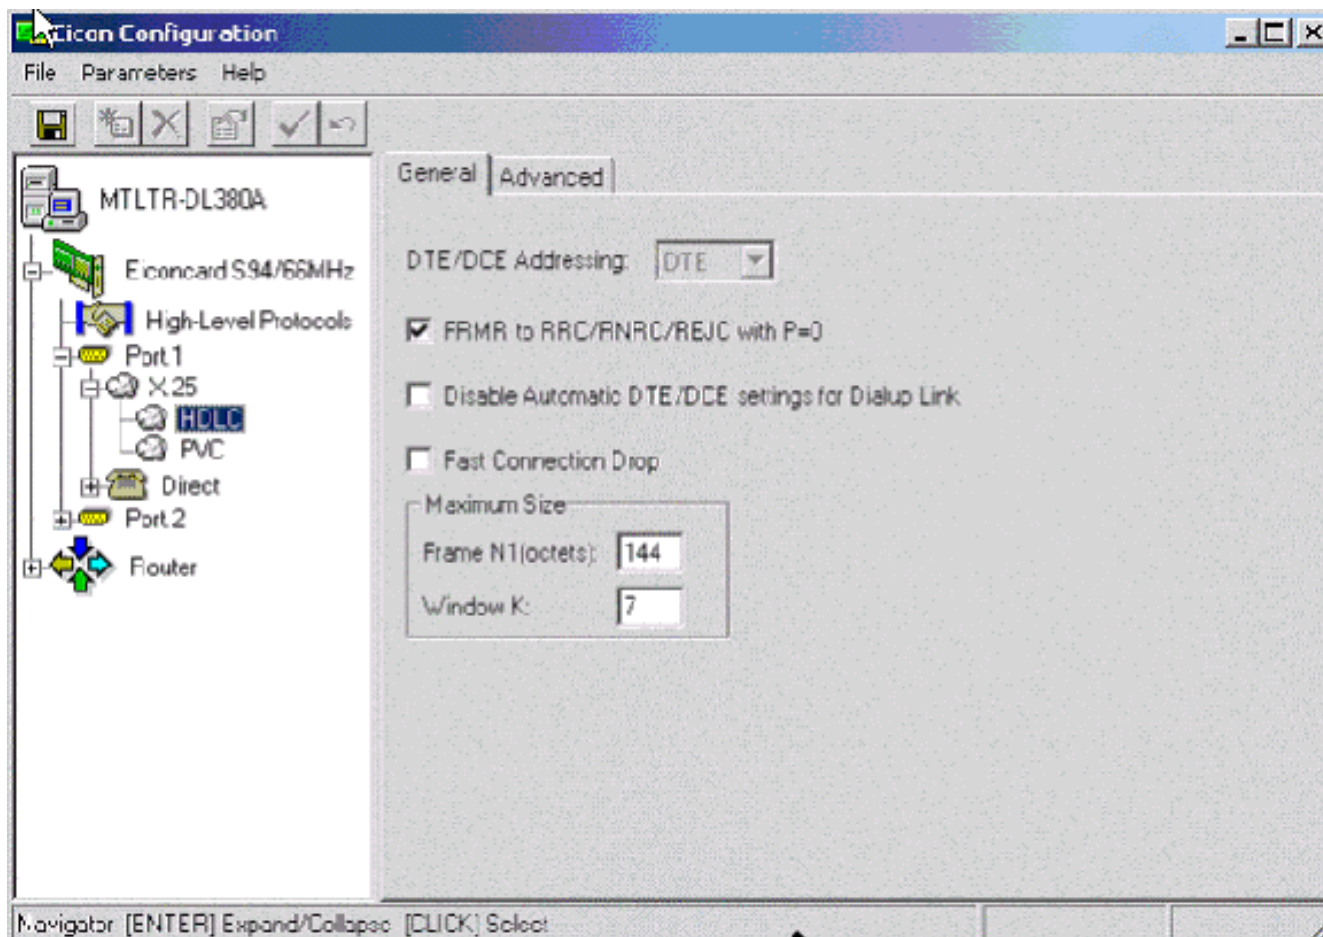 Eicon Configuration
File Parameters Help
MTLTR-DL380A
Eiconcard S94/66MHz
High-Level Protocols
Port 1
X.25
HDLC
PVC
Direct
Port 2
Router
General Advanced
DTE/DCE Addressing: DTE
FRMR to RRC/RNRC/REJC with P=0
Disable Automatic DTE/DCE settings for Dialup Link
Fast Connection Drop
Maximum Size
Frame N1(octets): 144
Window K: 7
Navigator [ENTER] Expand/Collapse [CLICK] Select